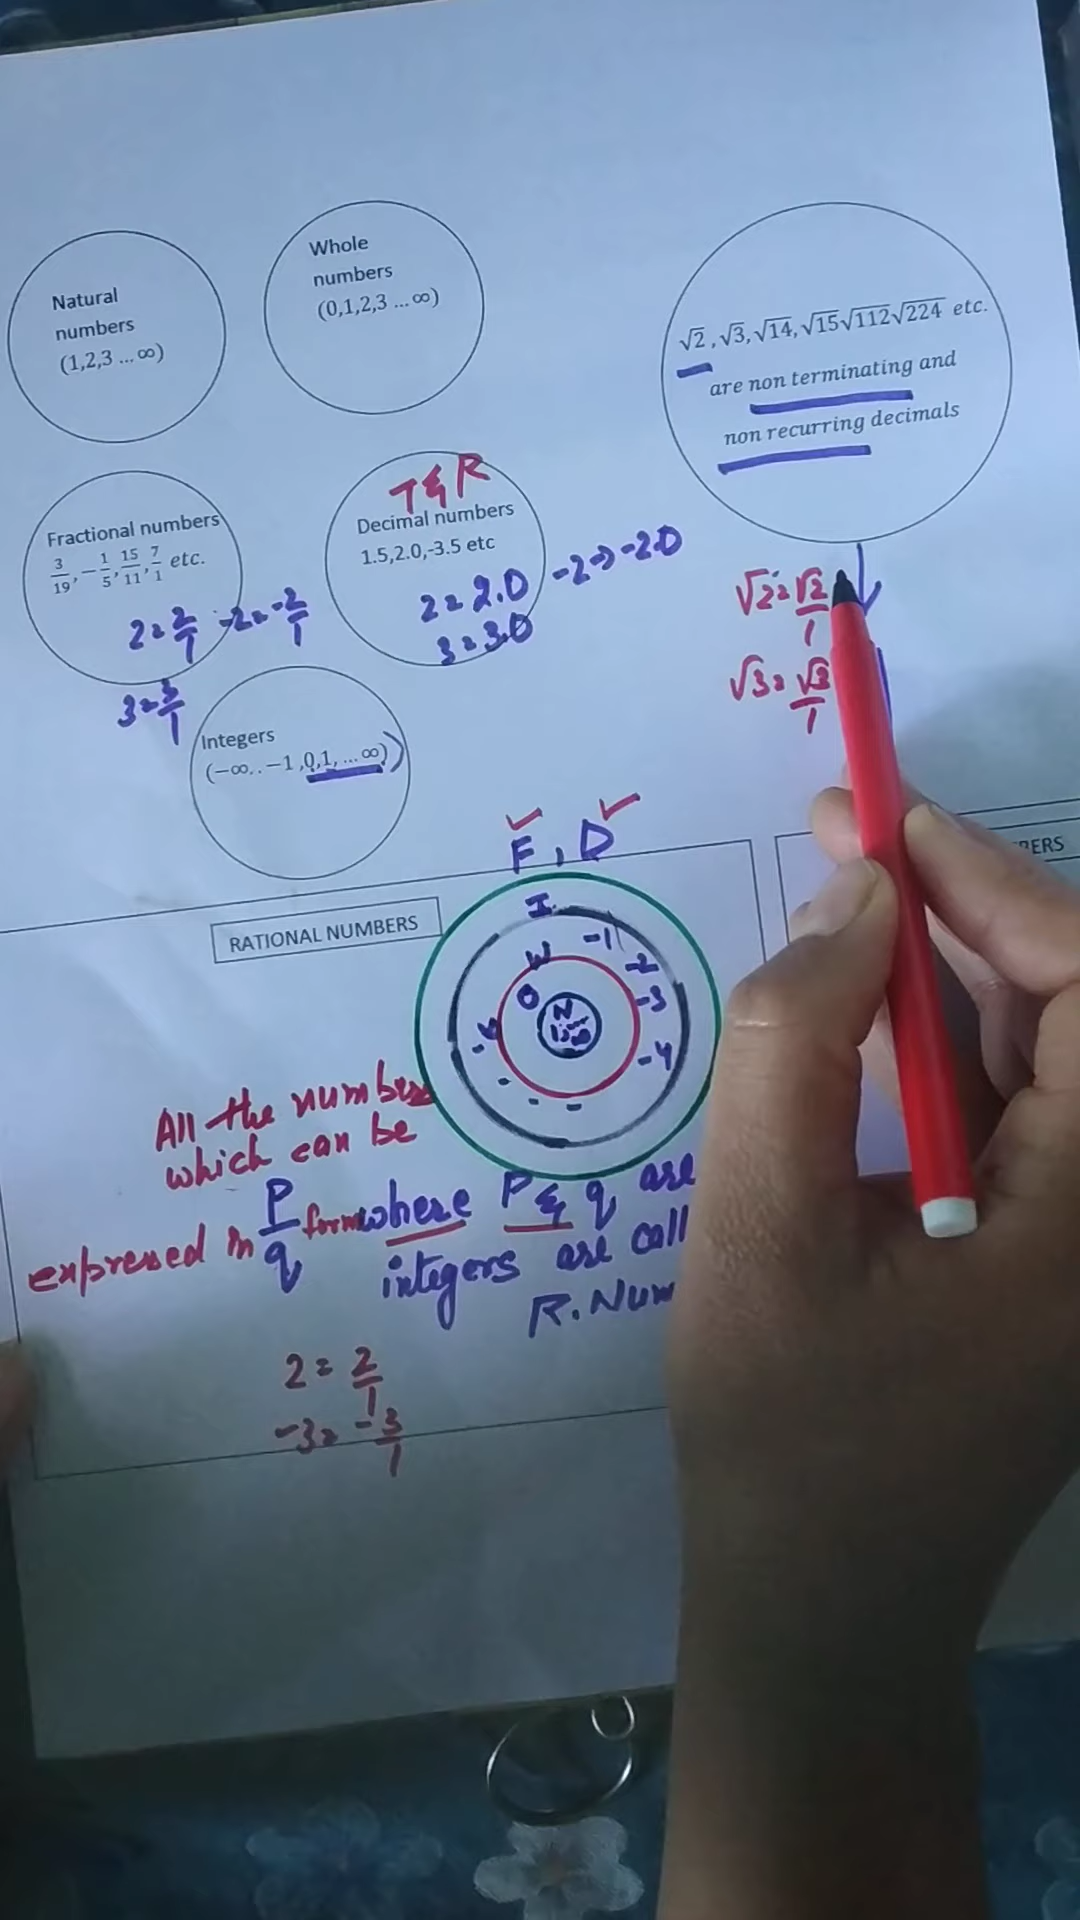 Natural
numbers
(1,2,3 ... ∞)
Whole
numbers
(0,1,2,3 ... ∞)
√2 , √3, √14, √15√112√224 etc.
are non terminating and
non recurring decimals
Fractional numbers
3/19, −1/5, 15/11, 7/1 etc.
2 = 2/1 -2 = -2/1
3 = 3/1
T & R
Decimal numbers
1.5,2.0,-3.5 etc
2 = 2.0 -2 → -2.0
3 = 3.0
√2 = √2/1
√3 = √3/1
Integers
(−∞. . −1 ,0,1, ... ∞)
F , D
RATIONAL NUMBERS
BERS
I
W -1
-2
0 N -3
-4
All the number
which can be
expressed in P/q form where P & q are
integers are call
R. Num
2 = 2/1
-3 = -3/1